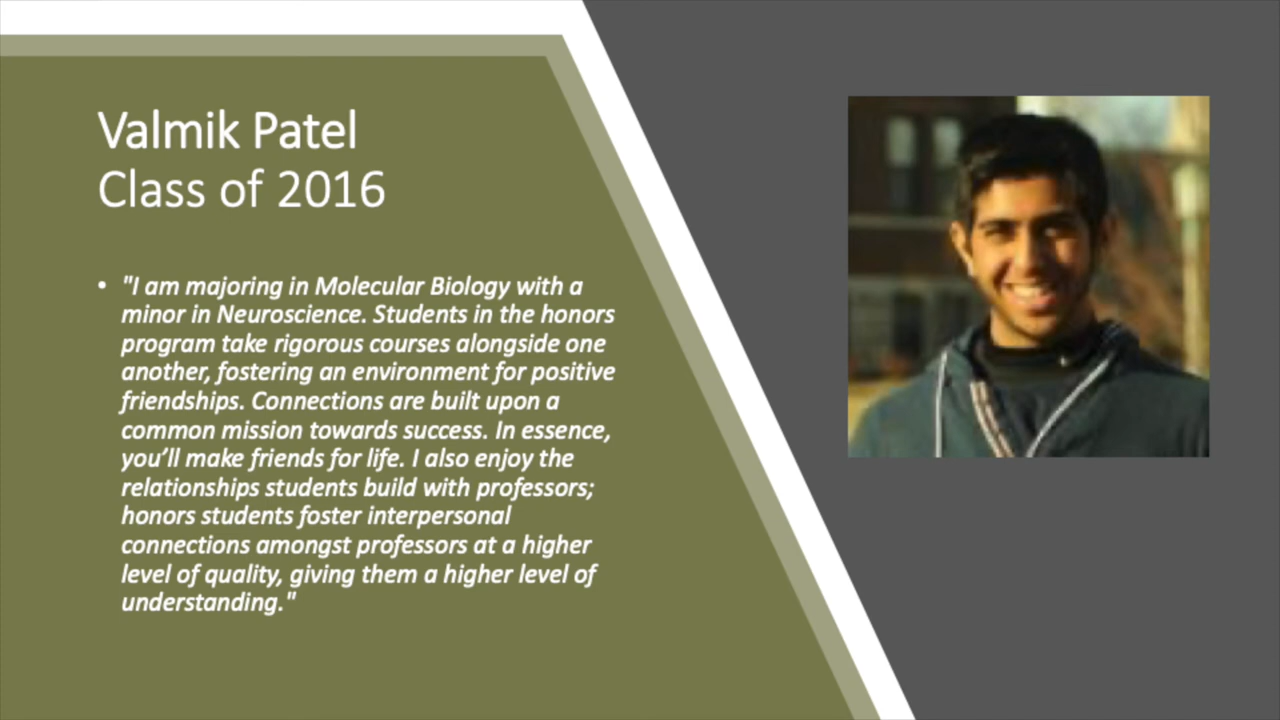 Valmik Patel
Class of 2016
• "I am majoring in Molecular Biology with a
minor in Neuroscience. Students in the honors
program take rigorous courses alongside one
another, fostering an environment for positive
friendships. Connections are built upon a
common mission towards success. In essence,
you’ll make friends for life. I also enjoy the
relationships students build with professors;
honors students foster interpersonal
connections amongst professors at a higher
level of quality, giving them a higher level of
understanding."